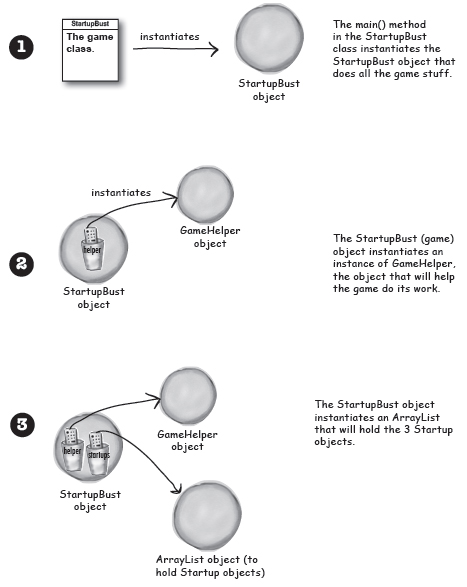 1
StartupBust
The game
class.
instantiates
StartupBust
object
The main() method
in the StartupBust
class instantiates the
StartupBust object that
does all the game stuff.
2
instantiates
helper
StartupBust
object
GameHelper
object
The StartupBust (game)
object instantiates an
instance of GameHelper,
the object that will help
the game do its work.
3
helper
startups
StartupBust
object
GameHelper
object
ArrayList object (to
hold Startup objects)
The StartupBust object
instantiates an ArrayList
that will hold the 3 Startup
objects.